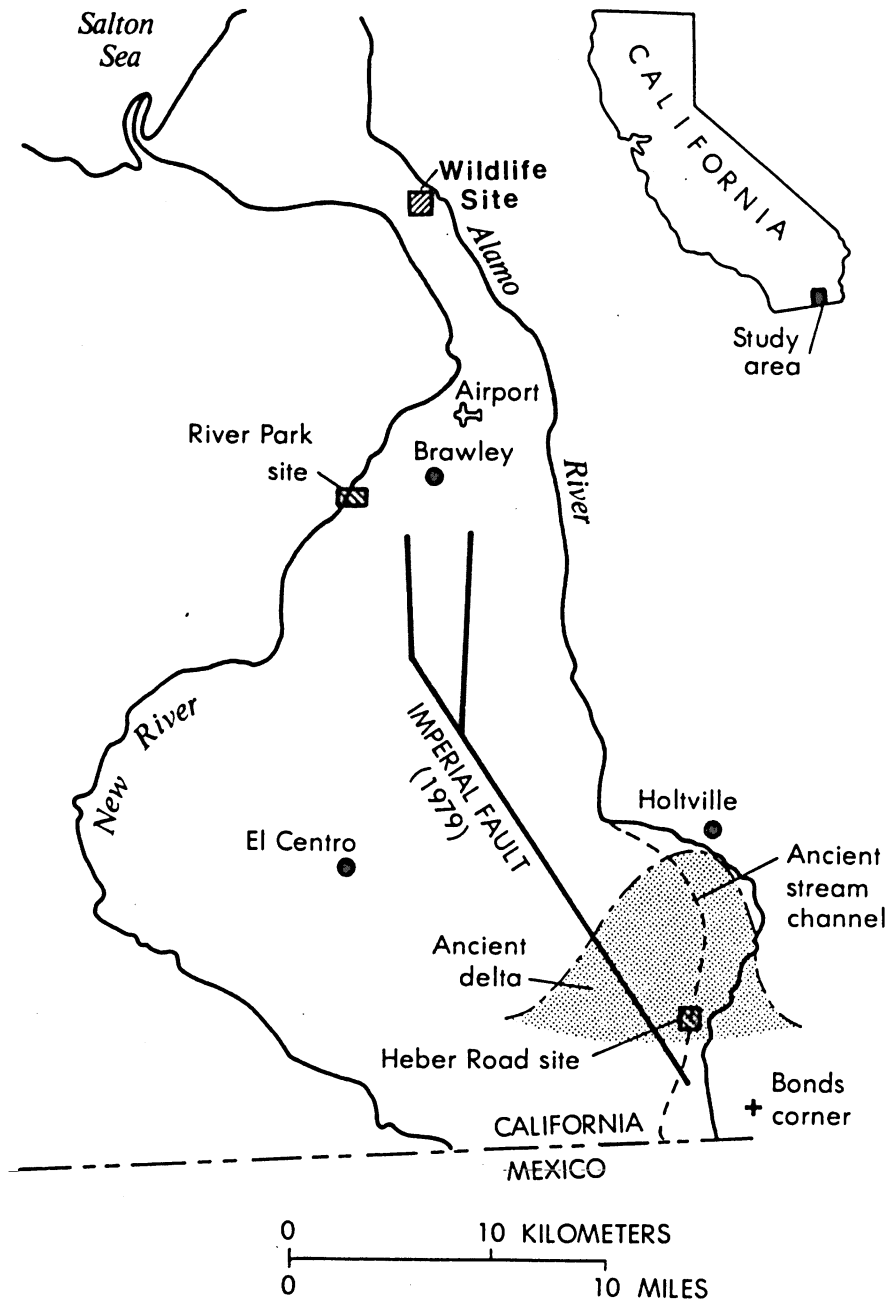 Salton
Sea
CALIFORNIA
Wildlife
Site
Alamo
River
Study
area
Airport
River Park
site
Brawley
New River
IMPERIAL FAULT
(1979)
Holtville
El Centro
Ancient
stream
channel
Ancient
delta
Heber Road site
Bonds
corner
CALIFORNIA
MEXICO
0 10 KILOMETERS
0 10 MILES